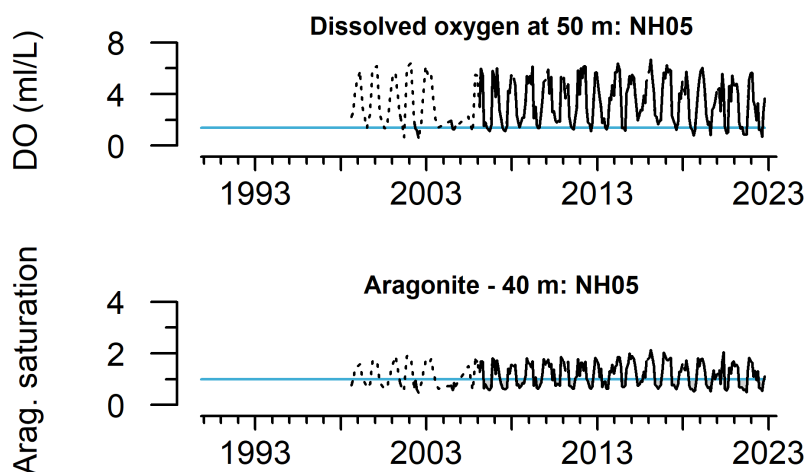 Dissolved oxygen at 50 m: NH05
DO (ml/L)
8
4
0
1993 2003 2013 2023
Aragonite - 40 m: NH05
Arag. saturation
4
2
0
1993 2003 2013 2023